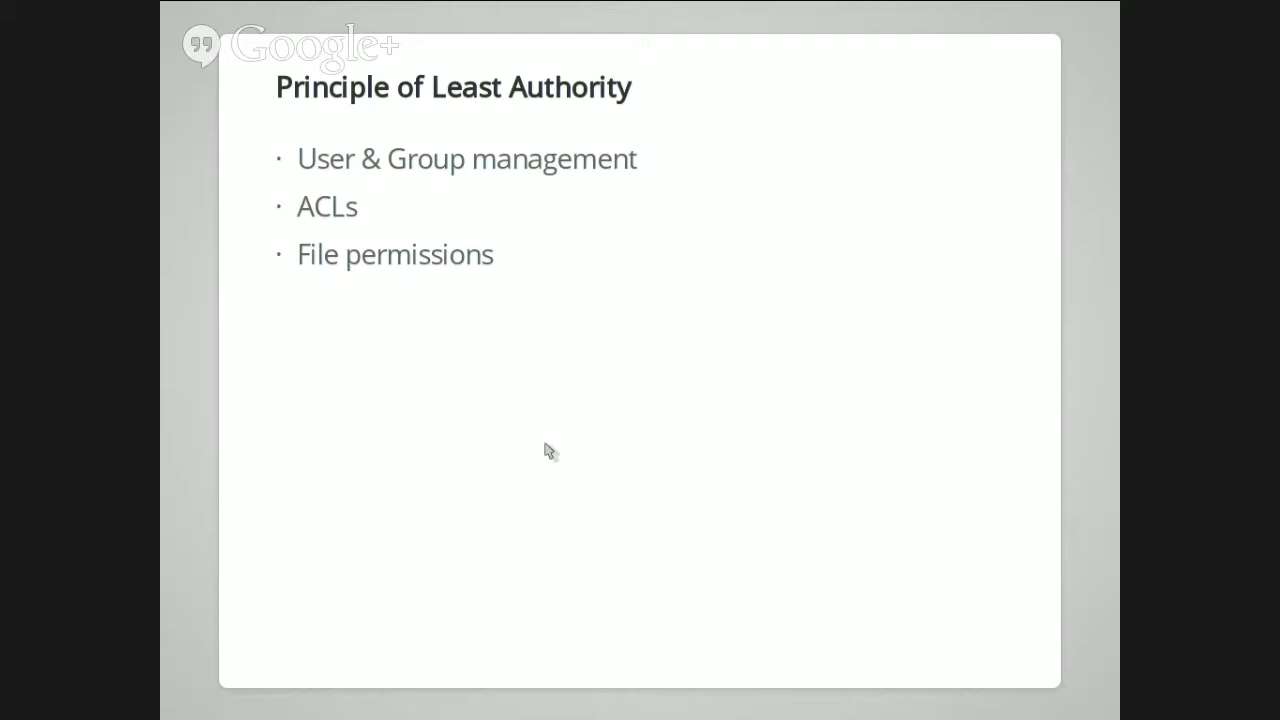 Google+
Principle of Least Authority
· User & Group management
· ACLs
· File permissions